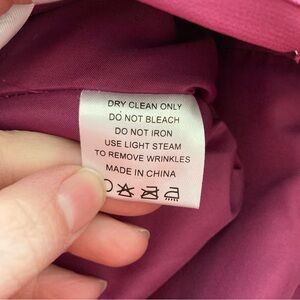 DRY CLEAN ONLY
DO NOT BLEACH
DO NOT IRON
USE LIGHT STEAM
TO REMOVE WRINKLES
MADE IN CHINA